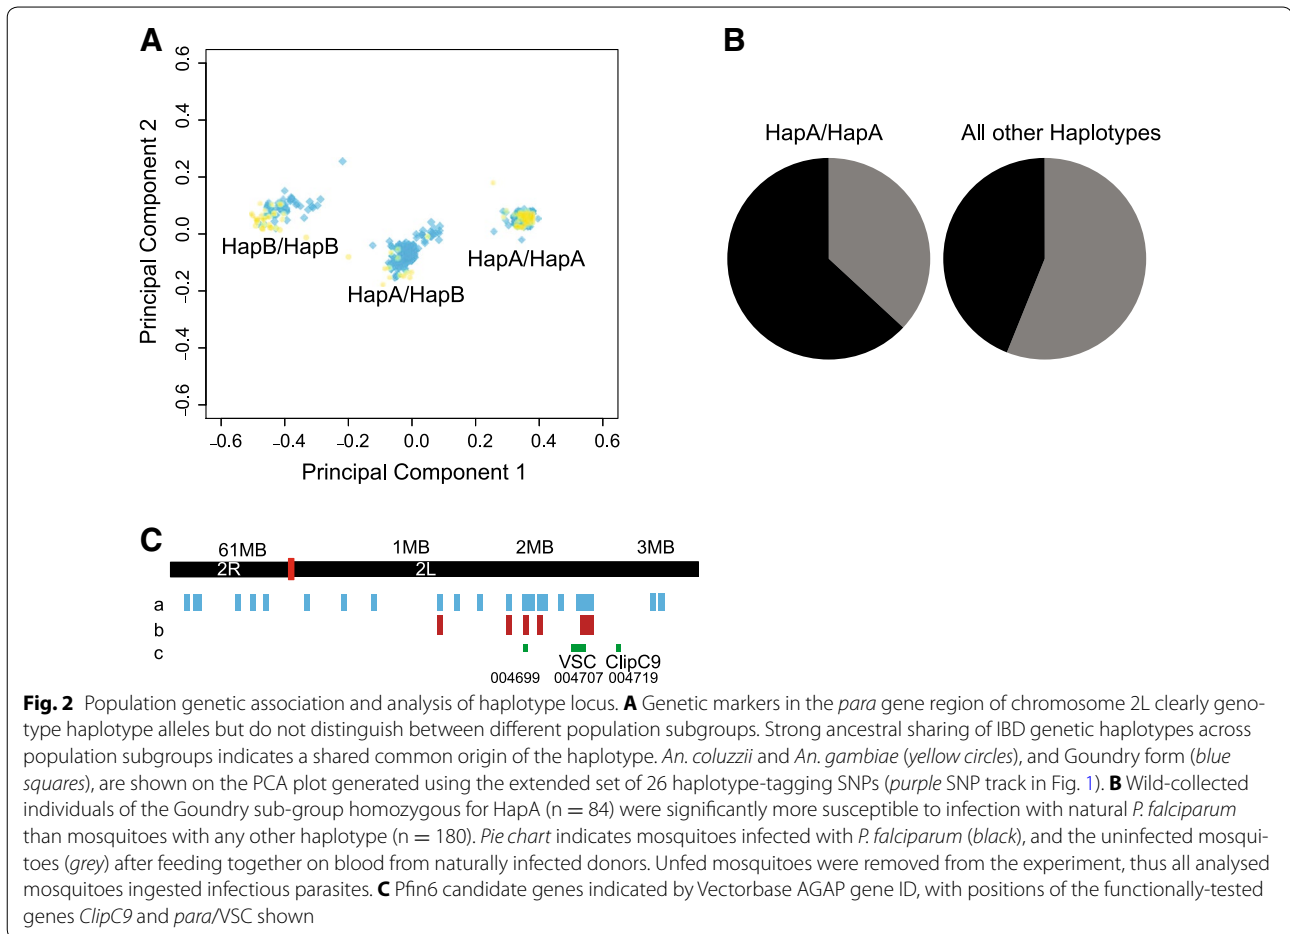 A
B
0.6
0.4
0.2
0.0
−0.2
−0.4
−0.6
Principal Component 2
HapB/HapB
HapA/HapB
HapA/HapA
−0.6 −0.4 −0.2 0.0 0.2 0.4 0.6
Principal Component 1
HapA/HapA All other Haplotypes
C
61MB 1MB 2MB 3MB
2R 2L
a
b
c
VSC ClipC9
004699 004707 004719
Fig. 2 Population genetic association and analysis of haplotype locus. A Genetic markers in the para gene region of chromosome 2L clearly geno-
type haplotype alleles but do not distinguish between different population subgroups. Strong ancestral sharing of IBD genetic haplotypes across
population subgroups indicates a shared common origin of the haplotype. An. coluzzii and An. gambiae (yellow circles), and Goundry form (blue
squares), are shown on the PCA plot generated using the extended set of 26 haplotype-tagging SNPs (purple SNP track in Fig. 1). B Wild-collected
individuals of the Goundry sub-group homozygous for HapA (n = 84) were significantly more susceptible to infection with natural P. falciparum
than mosquitoes with any other haplotype (n = 180). Pie chart indicates mosquitoes infected with P. falciparum (black), and the uninfected mosqui-
toes (grey) after feeding together on blood from naturally infected donors. Unfed mosquitoes were removed from the experiment, thus all analysed
mosquitoes ingested infectious parasites. C Pfin6 candidate genes indicated by Vectorbase AGAP gene ID, with positions of the functionally-tested
genes ClipC9 and para/VSC shown